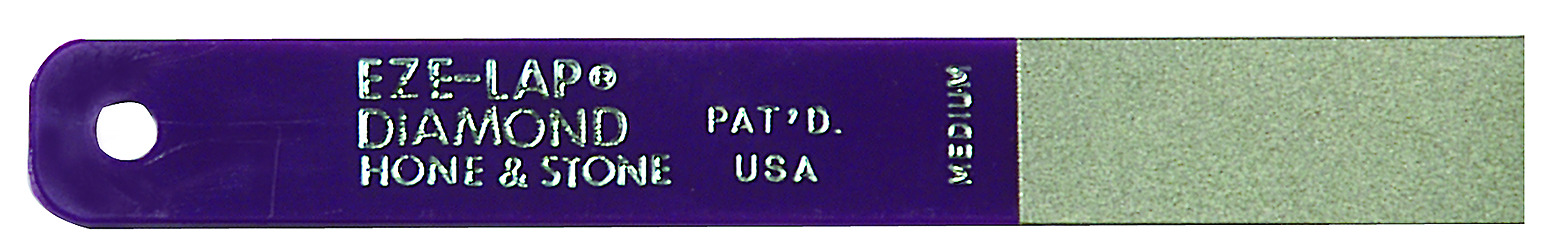 EZE-LAP®
DIAMOND
HONE & STONE
PAT'D.
USA
MEDIUM